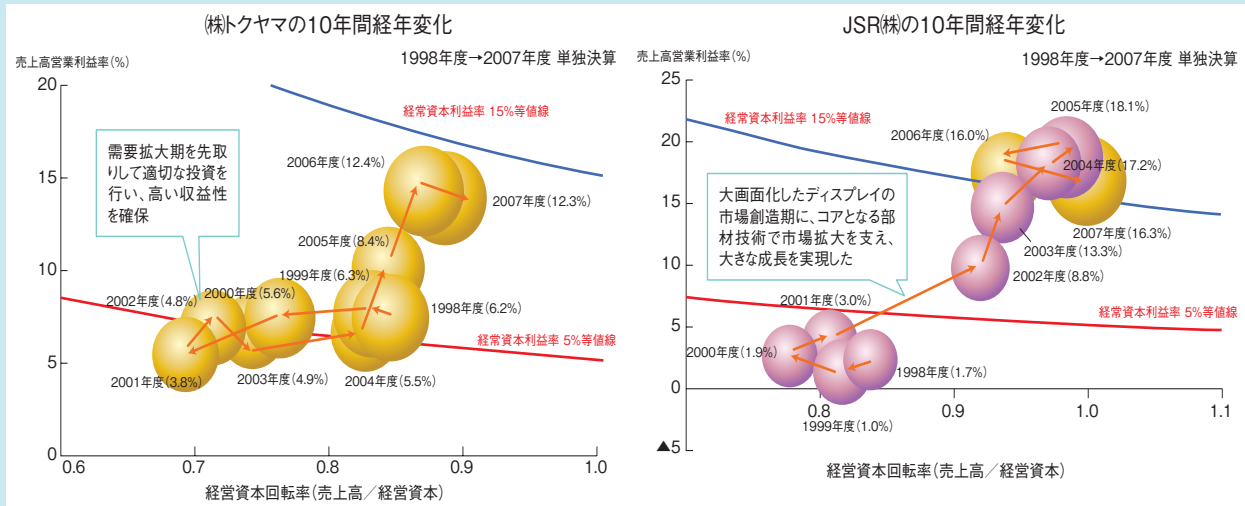 ㈱トクヤマの10年間経年変化
売上高営業利益率(%)
1998年度→2007年度 単独決算
20
15
10
5
0
0.6
0.7
0.8
0.9
1.0
経営資本利益率 15%等値線
需要拡大期を先取
りして適切な投資を
行い、高い収益性
を確保
2006年度(12.4%)
2007年度(12.3%)
2005年度(8.4%)
1999年度(6.3%)
2000年度(5.6%)
2002年度(4.8%)
1998年度(6.2%)
経営資本利益率 5%等値線
2001年度(3.8%)
2003年度(4.9%)
2004年度(5.5%)
経営資本回転率(売上高/経営資本)
JSR㈱の10年間経年変化
売上高営業利益率(%)
1998年度→2007年度 単独決算
25
20
15
10
5
0
▲5
0.8
0.9
1.0
1.1
経営資本利益率 15%等値線
2005年度(18.1%)
2006年度(16.0%)
2004年度(17.2%)
大画面化したディスプレイの
市場創造期に、コアとなる部
材技術で市場拡大を支え、
大きな成長を実現した
2007年度(16.3%)
2003年度(13.3%)
2002年度(8.8%)
2001年度(3.0%)
経営資本利益率 5%等値線
2000年度(1.9%)
1998年度(1.7%)
1999年度(1.0%)
経営資本回転率(売上高/経営資本)